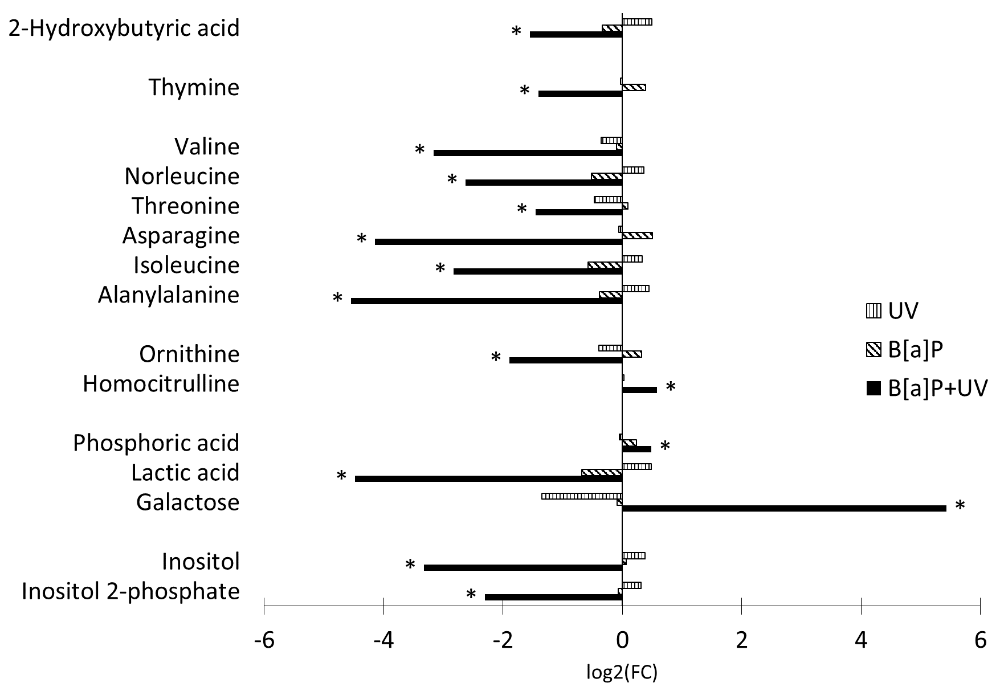 2-Hydroxybutyric acid *
Thymine *
Valine *
Norleucine *
Threonine *
Asparagine *
Isoleucine *
Alanylalanine *
UV
B[a]P
B[a]P+UV
Ornithine *
Homocitrulline *
Phosphoric acid *
Lactic acid *
Galactose *
Inositol *
Inositol 2-phosphate *
-6 -4 -2 0 2 4 6
log2(FC)